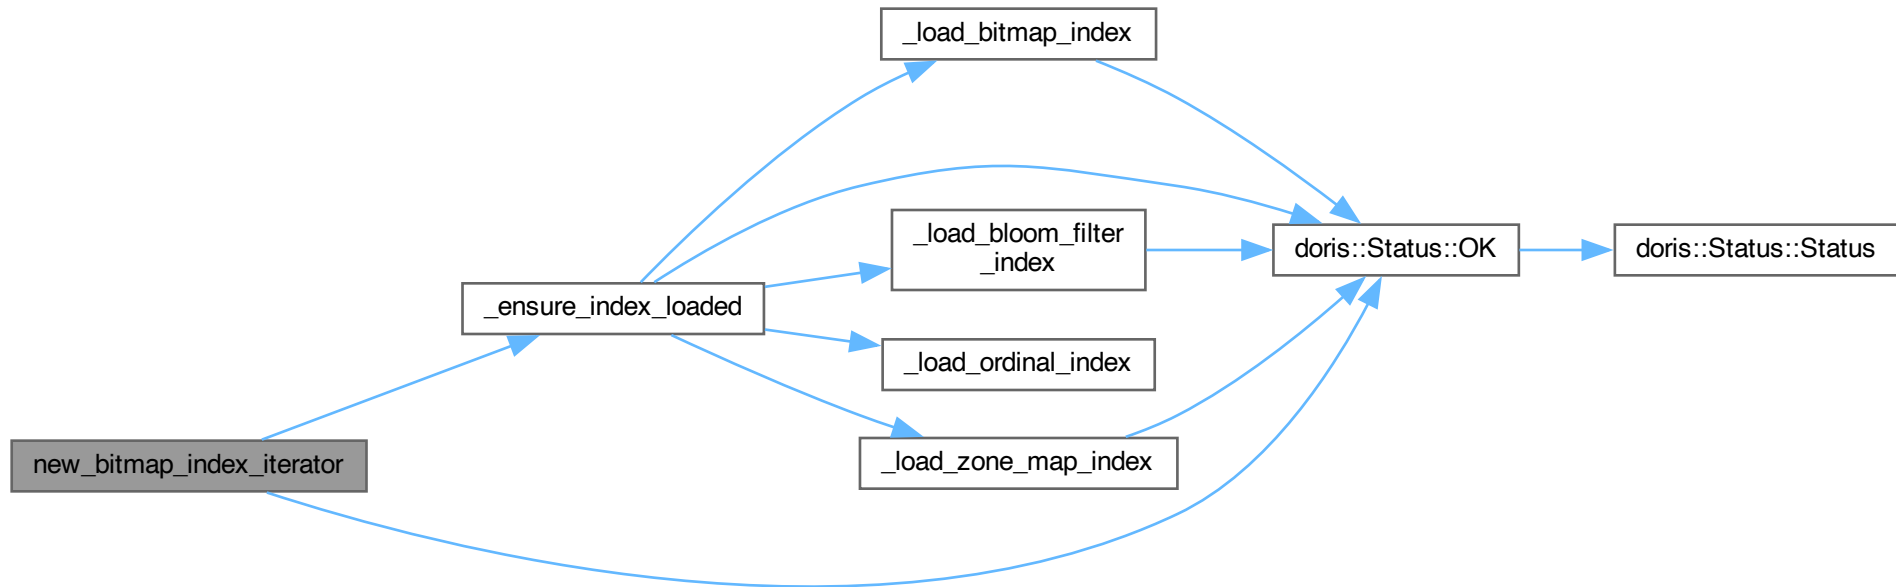 _load_bitmap_index
_load_bloom_filter
_index
doris::Status::OK
doris::Status::Status
_ensure_index_loaded
_load_ordinal_index
new_bitmap_index_iterator
_load_zone_map_index